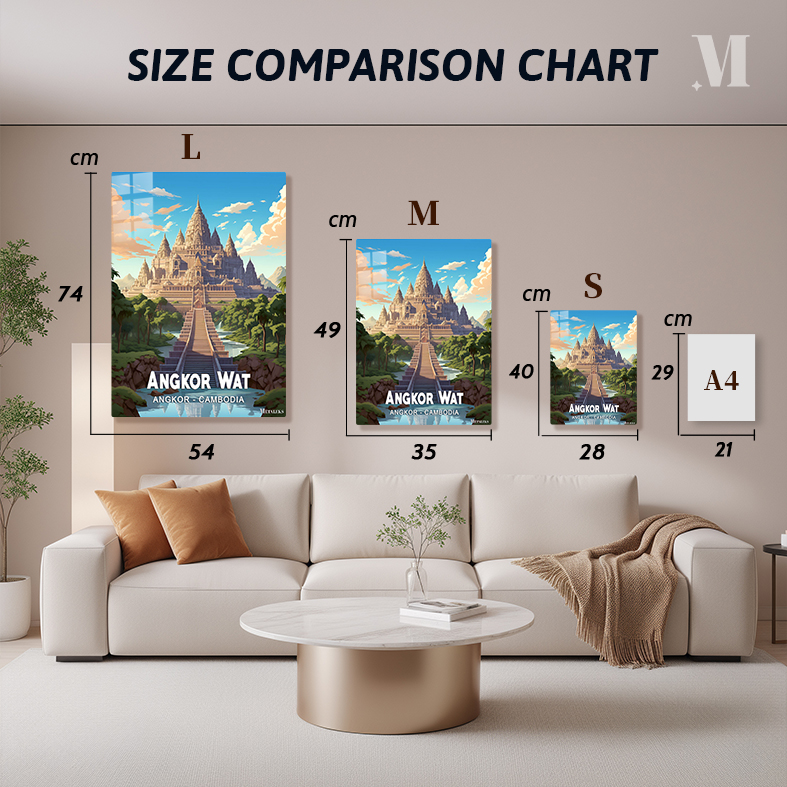 SIZE COMPARISON CHART
M
cm
L
74
ANGKOR WAT
ANGKOR - CAMBODIA
54
cm
M
49
ANGKOR WAT
ANGKOR - CAMBODIA
35
cm
S
40
ANGKOR WAT
ANGKOR - CAMBODIA
28
cm
29
A4
21